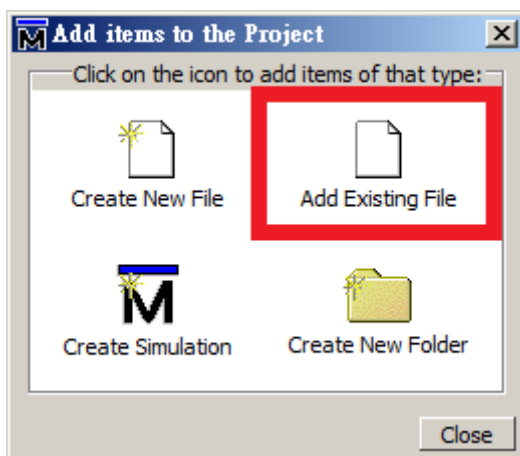 Add items to the Project
Click on the icon to add items of that type:
Create New File
Add Existing File
Create Simulation
Create New Folder
Close